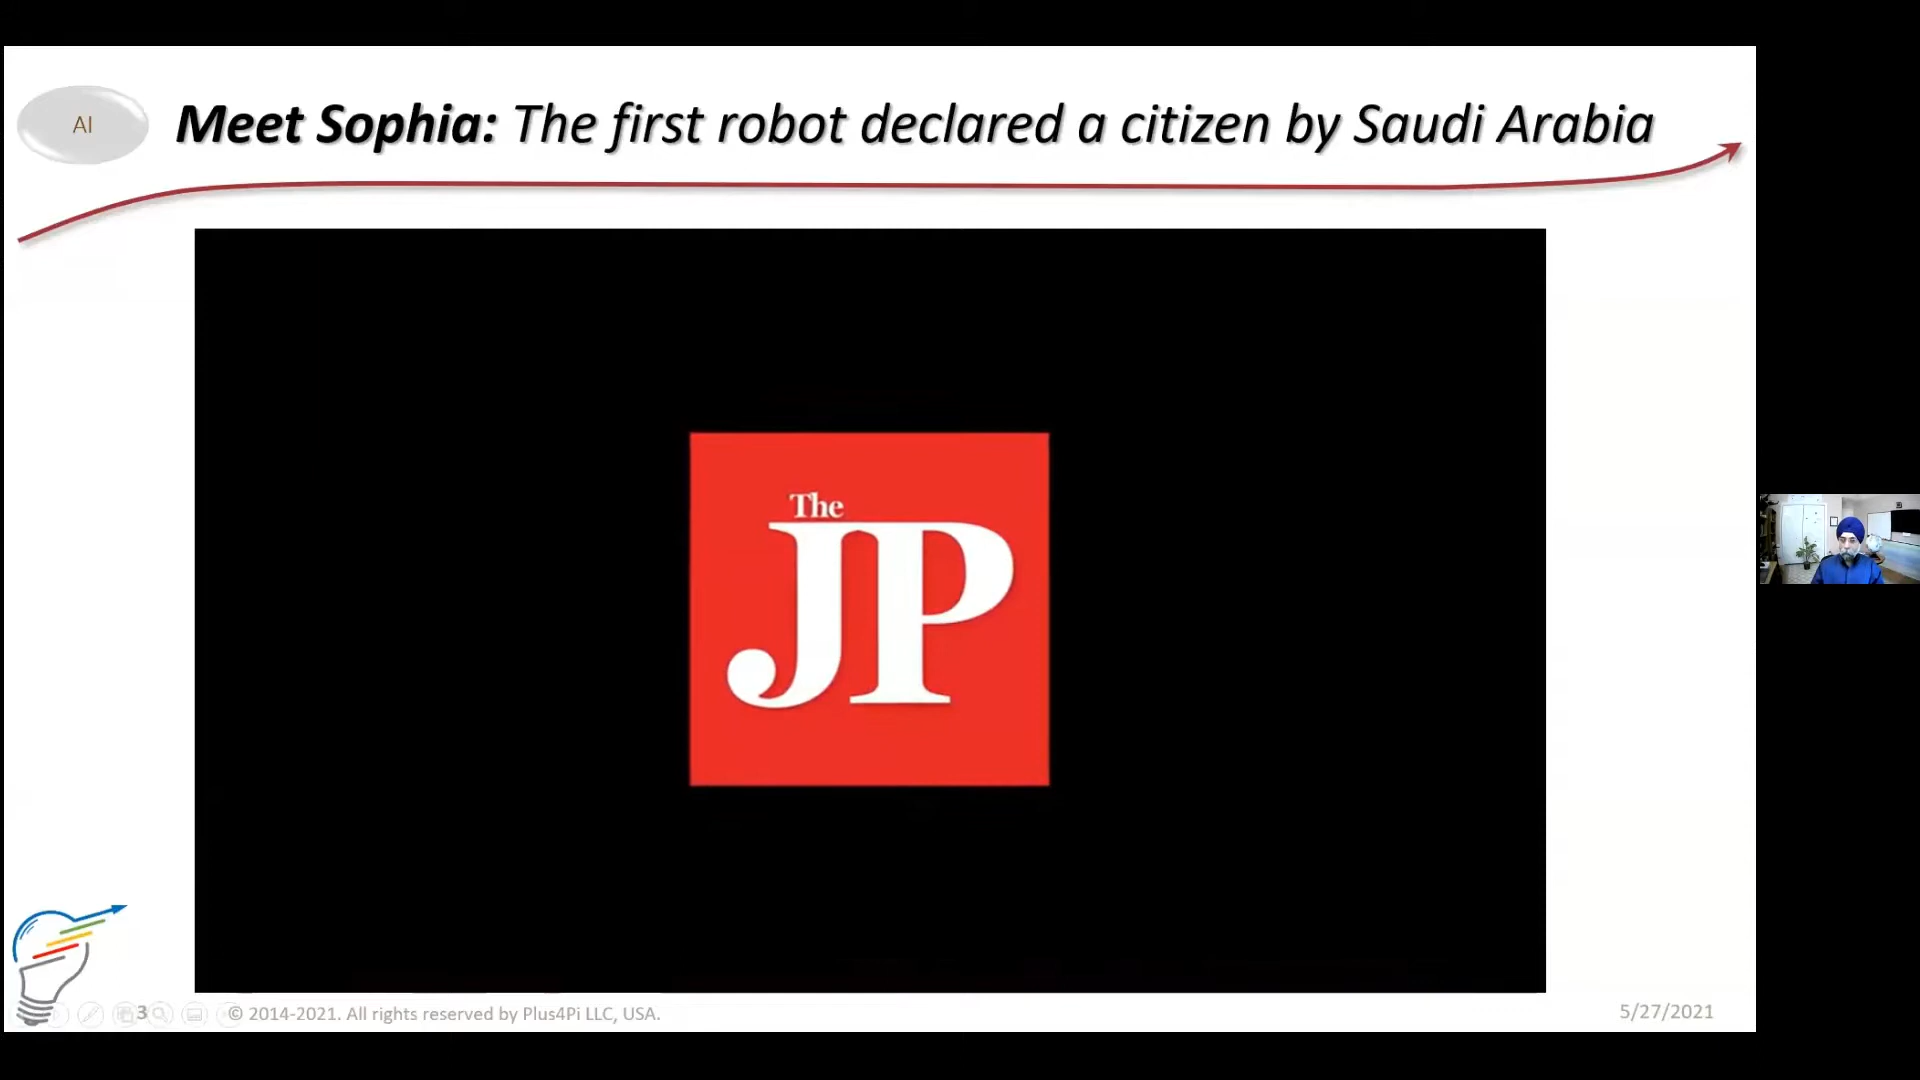 AI
Meet Sophia: The first robot declared a citizen by Saudi Arabia
The
JP
3
© 2014-2021. All rights reserved by Plus4Pi LLC, USA.
5/27/2021